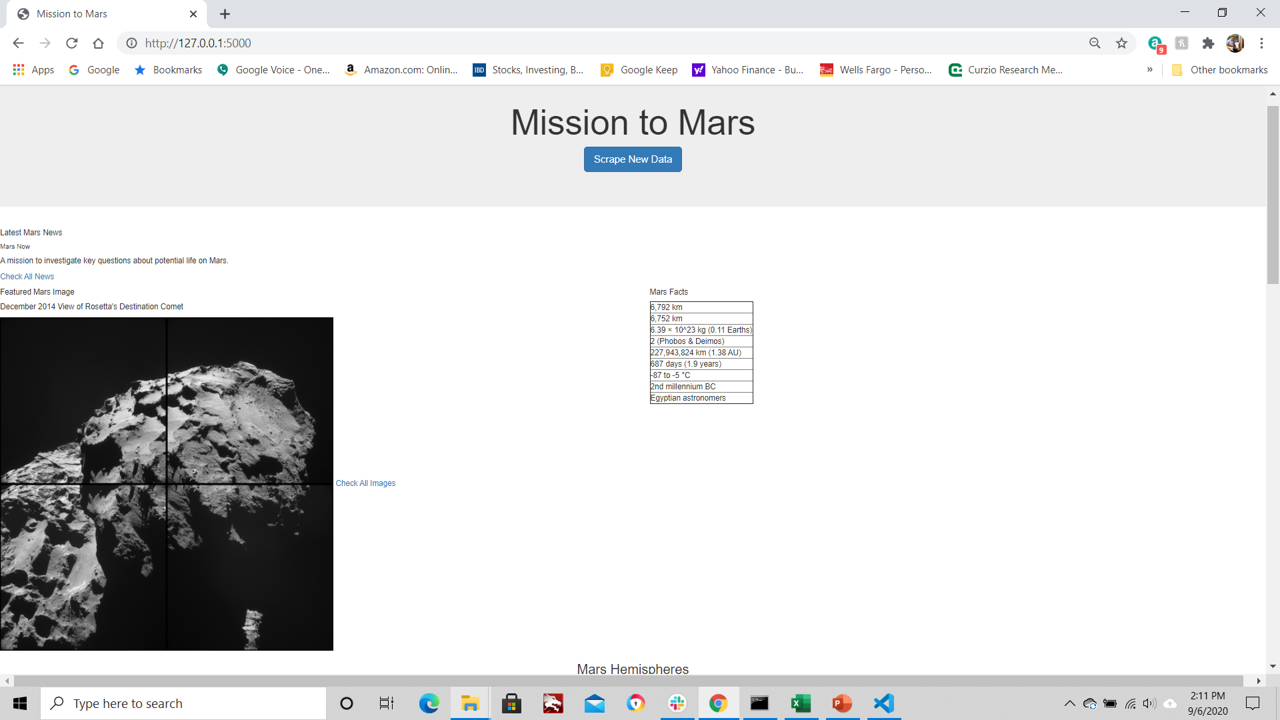 Mission to Mars
http://127.0.0.1:5000
9
Apps
Google
Bookmarks
Google Voice - One...
Amazon.com: Onlin...
IBD
Stocks, Investing, B...
Google Keep
Yahoo Finance - Bu...
Wells Fargo - Perso...
Curzio Research Me...
»
Other bookmarks
Mission to Mars
Scrape New Data
Latest Mars News
Mars Now
A mission to investigate key questions about potential life on Mars.
Check All News
Featured Mars Image
December 2014 View of Rosetta's Destination Comet
Check All Images
Mars Facts
6,792 km
6,752 km
6.39 × 10^23 kg (0.11 Earths)
2 (Phobos & Deimos)
227,943,824 km (1.38 AU)
687 days (1.9 years)
-87 to -5 °C
2nd millennium BC
Egyptian astronomers
Mars Hemispheres
Type here to search
2:11 PM
9/6/2020